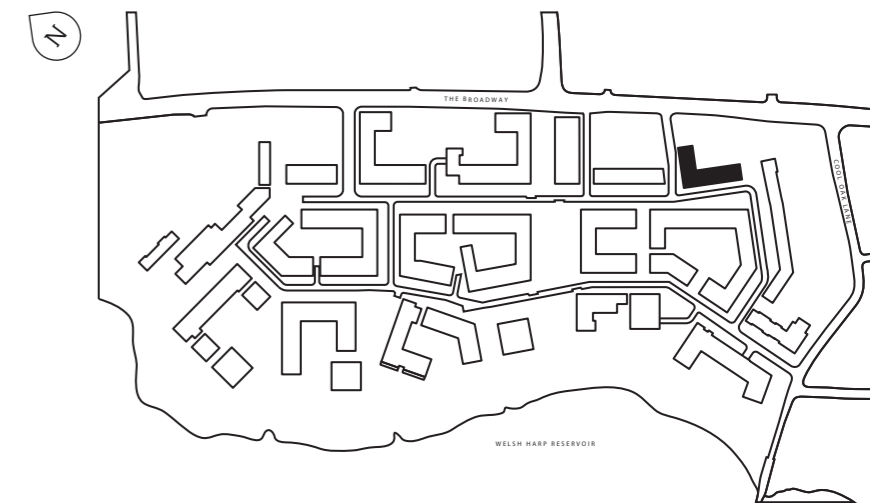 N
THE BROADWAY
COOL OAK LANE
WELSH HARP RESERVOIR